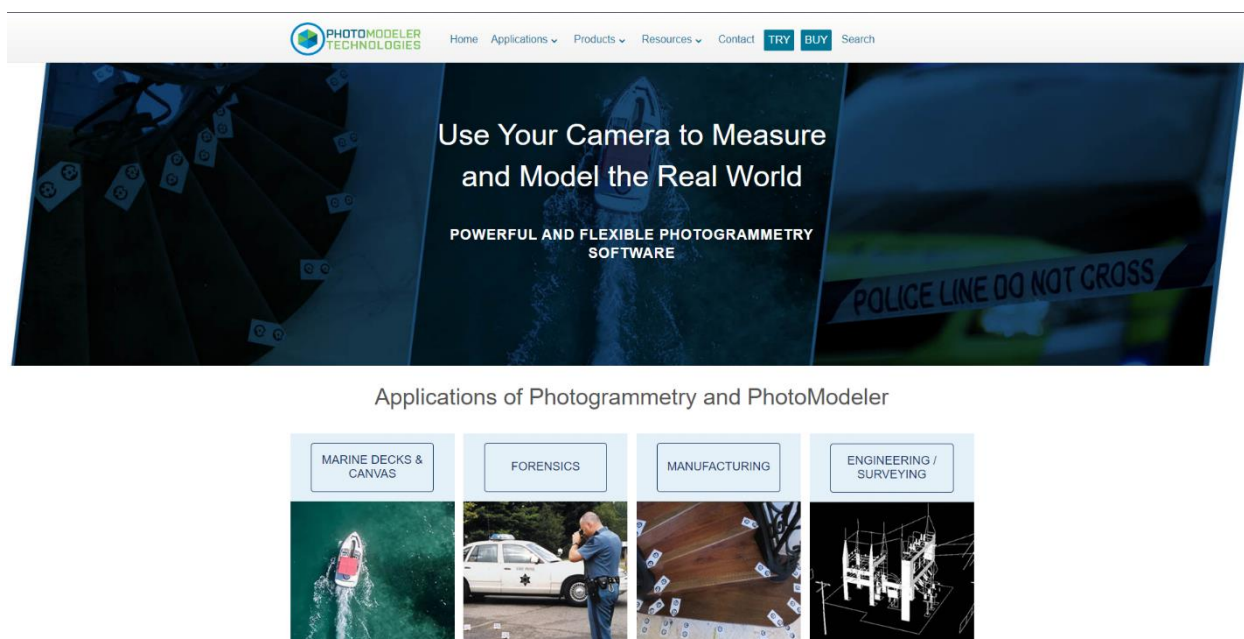 PHOTOMODELER
TECHNOLOGIES
Home Applications Products Resources Contact TRY BUY Search
Use Your Camera to Measure
and Model the Real World
POWERFUL AND FLEXIBLE PHOTOGRAMMETRY
SOFTWARE
POLICE LINE DO NOT CROSS
Applications of Photogrammetry and PhotoModeler
MARINE DECKS &
CANVAS
FORENSICS
MANUFACTURING
ENGINEERING /
SURVEYING